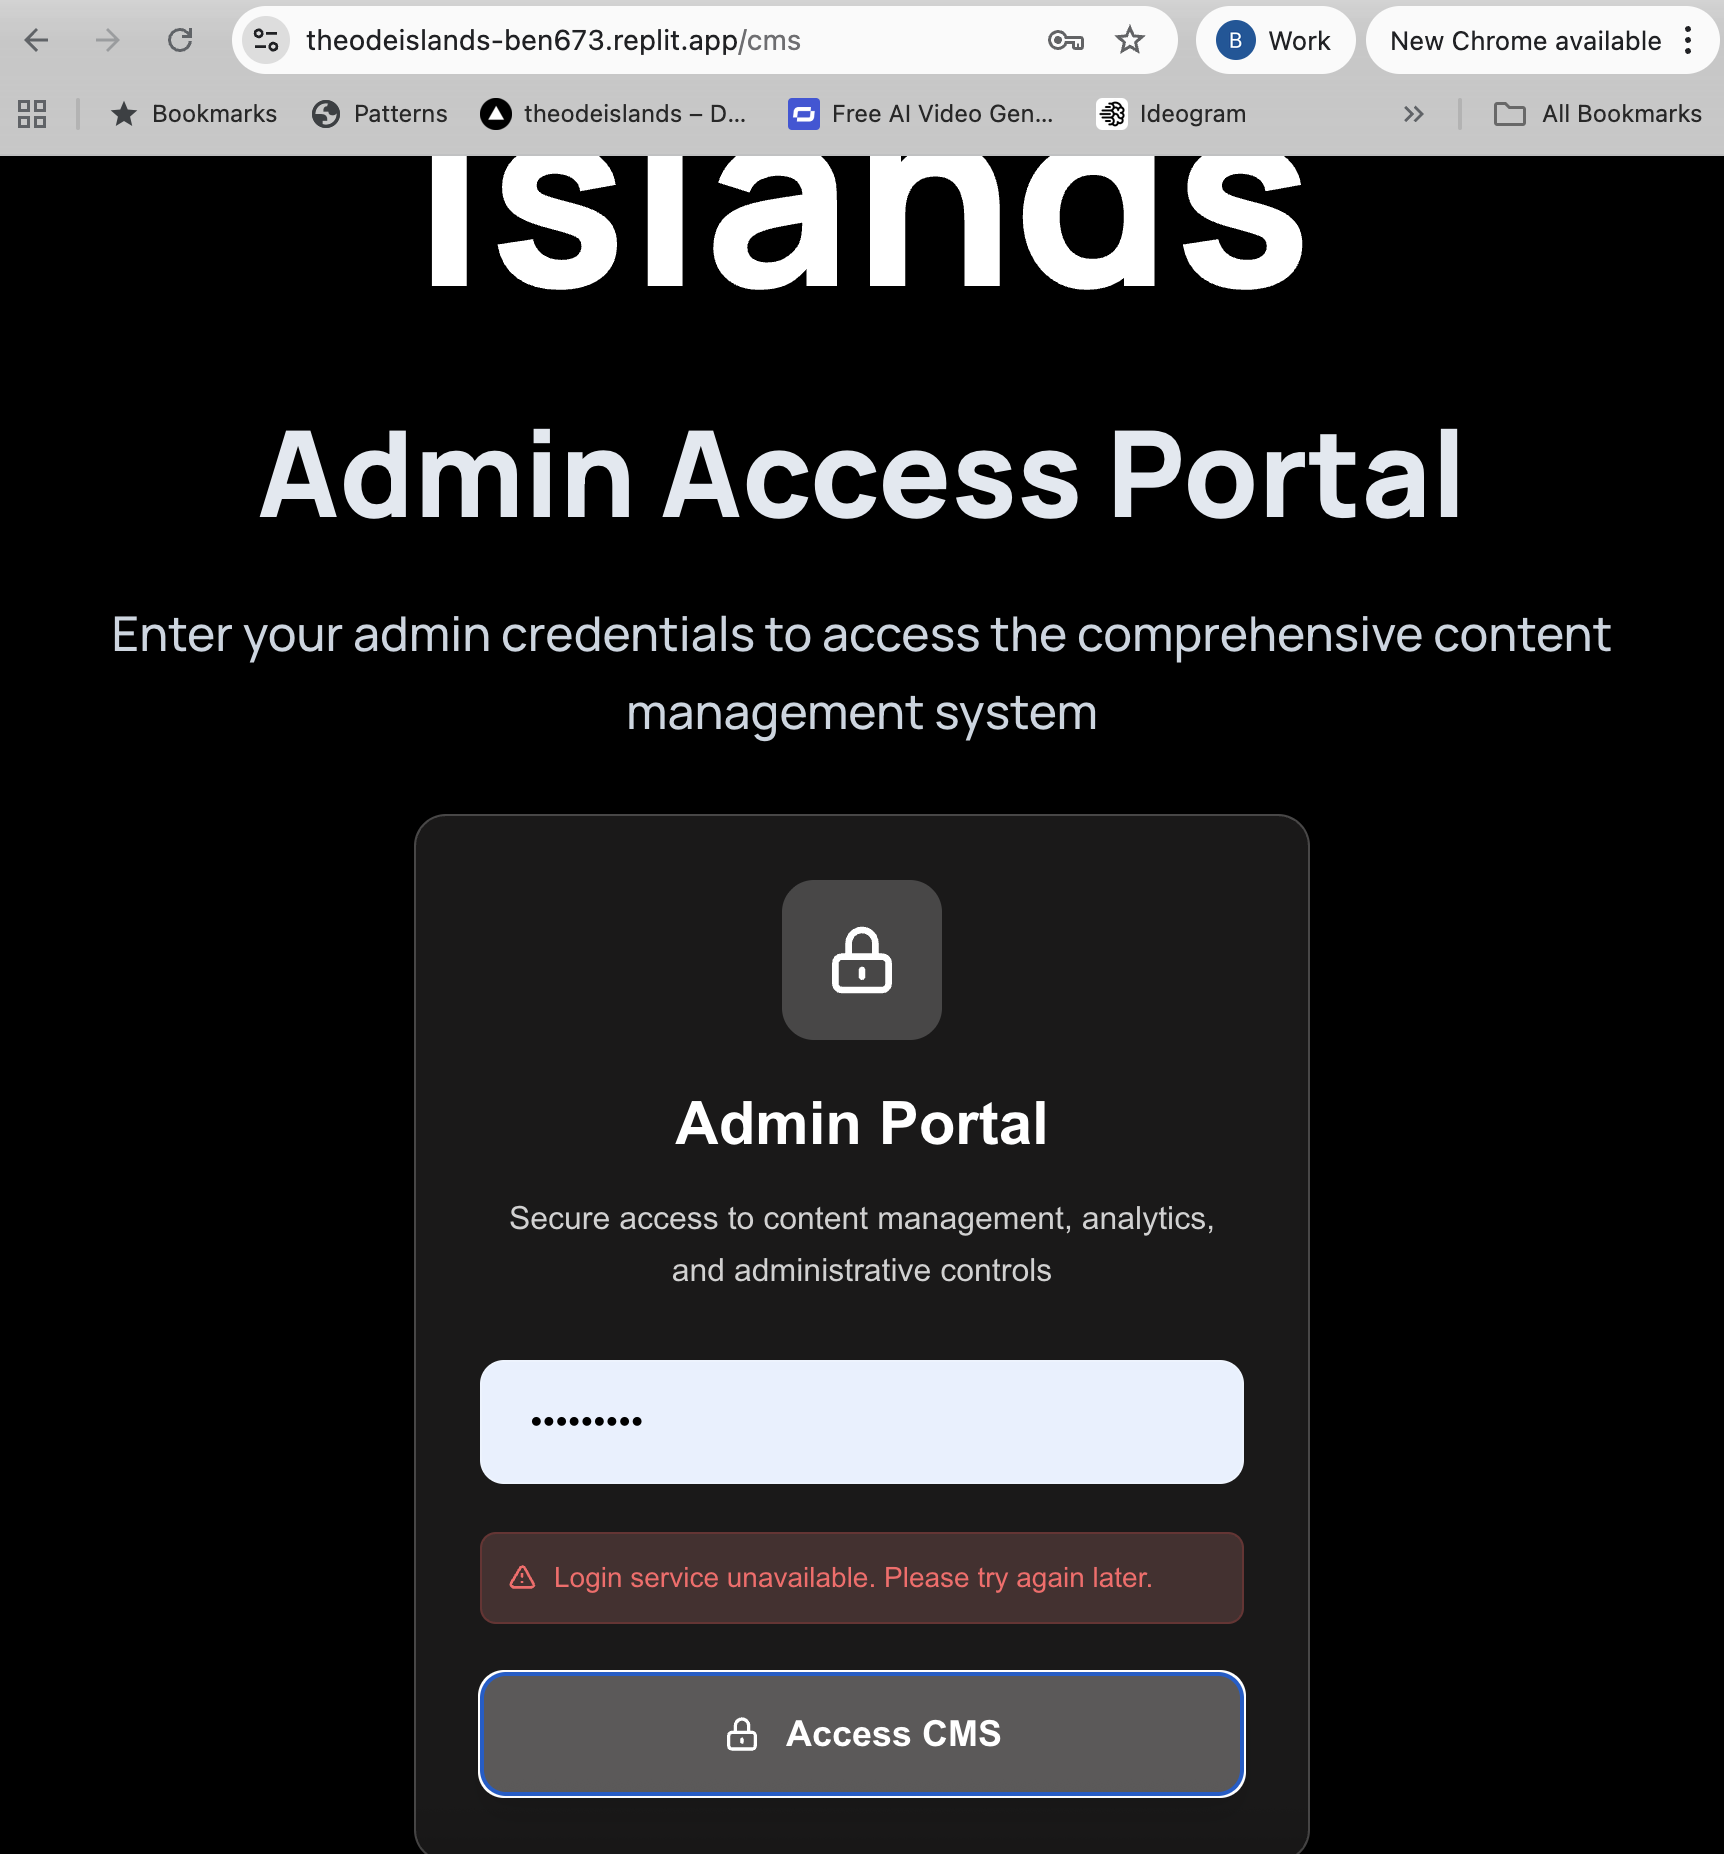 theodeislands-ben673.replit.app/cms
B Work
New Chrome available
Bookmarks
Patterns
theodeislands – D...
Free AI Video Gen...
Ideogram
All Bookmarks
Islands
Admin Access Portal
Enter your admin credentials to access the comprehensive content
management system
Admin Portal
Secure access to content management, analytics,
and administrative controls
Login service unavailable. Please try again later.
Access CMS